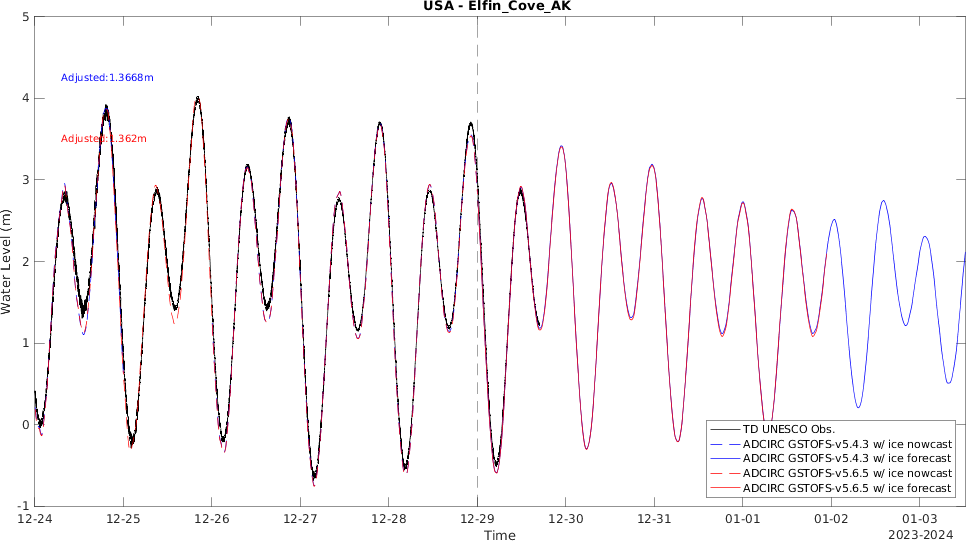 USA - Elfin_Cove_AK
5
4
3
2
1
0
-1
Water Level (m)
Adjusted:1.3668m
Adjusted:1.362m
TD UNESCO Obs.
ADCIRC GSTOFS-v5.4.3 w/ ice nowcast
ADCIRC GSTOFS-v5.4.3 w/ ice forecast
ADCIRC GSTOFS-v5.6.5 w/ ice nowcast
ADCIRC GSTOFS-v5.6.5 w/ ice forecast
12-24 12-25 12-26 12-27 12-28 12-29 12-30 12-31 01-01 01-02 01-03
Time
2023-2024